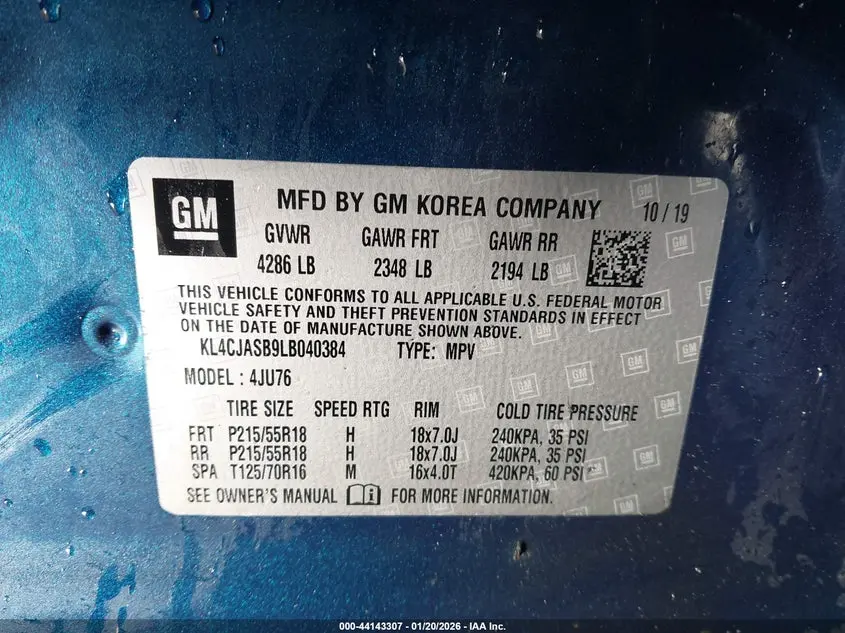 GM MFD BY GM KOREA COMPANY 10 / 19
GVWR GAWR FRT GAWR RR
4286 LB 2348 LB 2194 LB
THIS VEHICLE CONFORMS TO ALL APPLICABLE U.S. FEDERAL MOTOR
VEHICLE SAFETY AND THEFT PREVENTION STANDARDS IN EFFECT
ON THE DATE OF MANUFACTURE SHOWN ABOVE.
KL4CJASB9LB040384 TYPE: MPV
MODEL : 4JU76
TIRE SIZE SPEED RTG RIM COLD TIRE PRESSURE
FRT P215/55R18 H 18x7.0J 240KPA, 35 PSI
RR P215/55R18 H 18x7.0J 240KPA, 35 PSI
SPA T125/70R16 M 16x4.0T 420KPA, 60 PSI
SEE OWNER'S MANUAL FOR MORE INFORMATION.
000-44143307 - 01/20/2026 - IAA Inc.